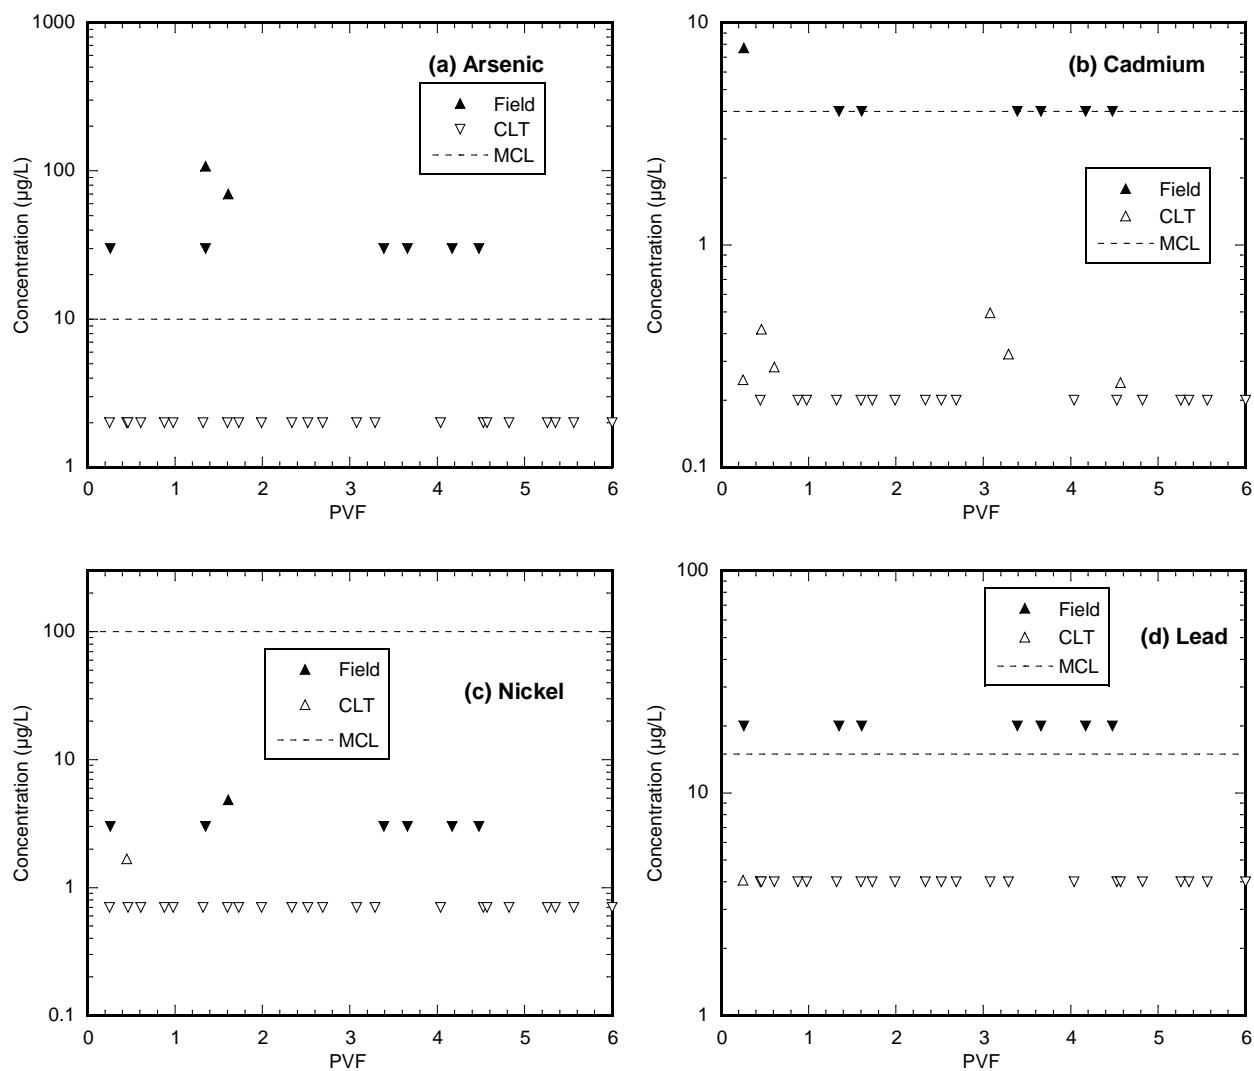 1000
100
10
1
Concentration (µg/L)
(a) Arsenic
Field
CLT
MCL
0 1 2 3 4 5 6
PVF
10
1
0.1
Concentration (µg/L)
(b) Cadmium
Field
CLT
MCL
0 1 2 3 4 5 6
PVF
100
10
1
0.1
Concentration (µg/L)
(c) Nickel
Field
CLT
MCL
0 1 2 3 4 5 6
PVF
100
10
1
Concentration (µg/L)
(d) Lead
Field
CLT
MCL
0 1 2 3 4 5 6
PVF